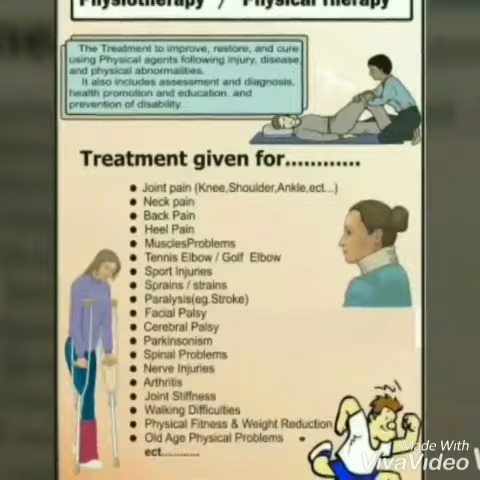 Physiotherapy / Physical Therapy
The Treatment to improve, restore, and cure
using Physical agents following injury, disease,
and physical abnormalities.
It also includes assessment and diagnosis,
health promotion and education, and
prevention of disability.
Treatment given for............
Joint pain (Knee,Shoulder,Ankle,ect...)
Neck pain
Back Pain
Heel Pain
MusclesProblems
Tennis Elbow / Golf Elbow
Sport Injuries
Sprains / strains
Paralysis(eg.Stroke)
Facial Palsy
Cerebral Palsy
Parkinsonism
Spinal Problems
Nerve Injuries
Arthritis
Joint Stiffness
Walking Difficulties
Physical Fitness & Weight Reduction
Old Age Physical Problems
ect...........
Made With
VivaVideo